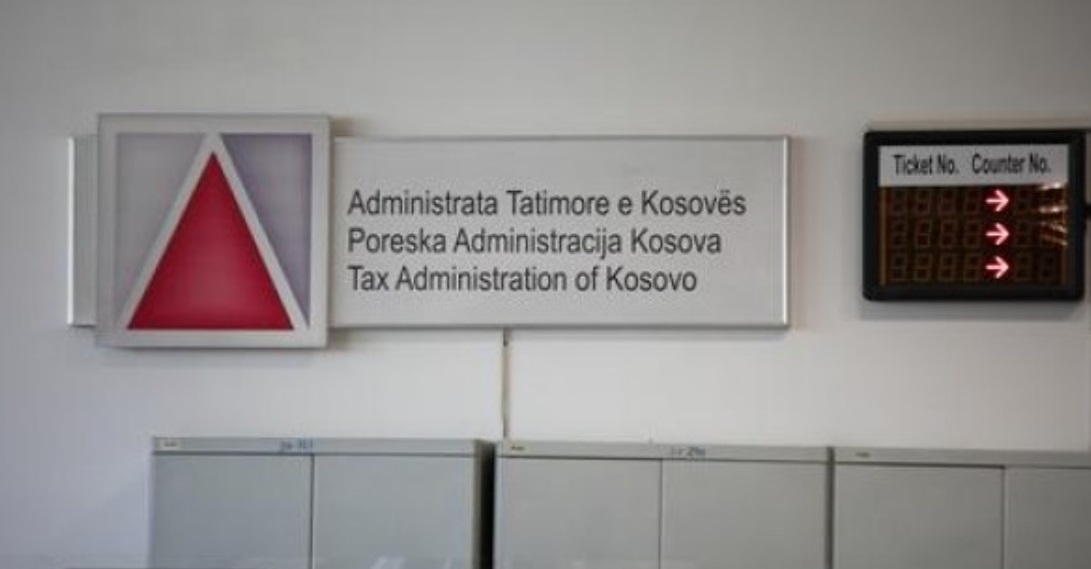 Administrata Tatimore e Kosovës
Poreska Administracija Kosova
Tax Administration of Kosovo
Ticket No. Counter No.